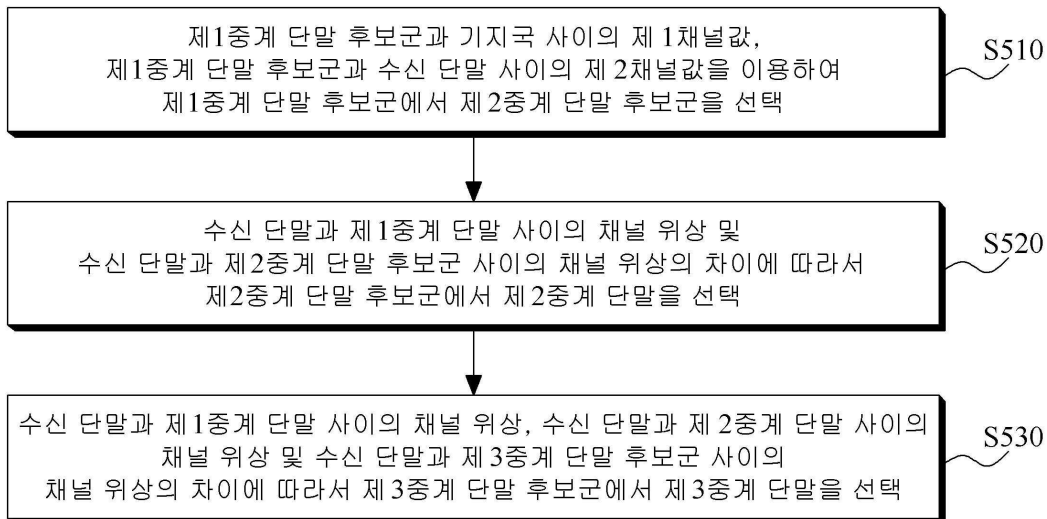 제1중계 단말 후보군과 기지국 사이의 제1채널값,
제1중계 단말 후보군과 수신 단말 사이의 제2채널값을 이용하여
제1중계 단말 후보군에서 제2중계 단말 후보군을 선택
S510
수신 단말과 제1중계 단말 사이의 채널 위상 및
수신 단말과 제2중계 단말 후보군 사이의 채널 위상의 차이에 따라서
제2중계 단말 후보군에서 제2중계 단말을 선택
S520
수신 단말과 제1중계 단말 사이의 채널 위상, 수신 단말과 제2중계 단말 사이의
채널 위상 및 수신 단말과 제3중계 단말 후보군 사이의
채널 위상의 차이에 따라서 제3중계 단말 후보군에서 제3중계 단말을 선택
S530